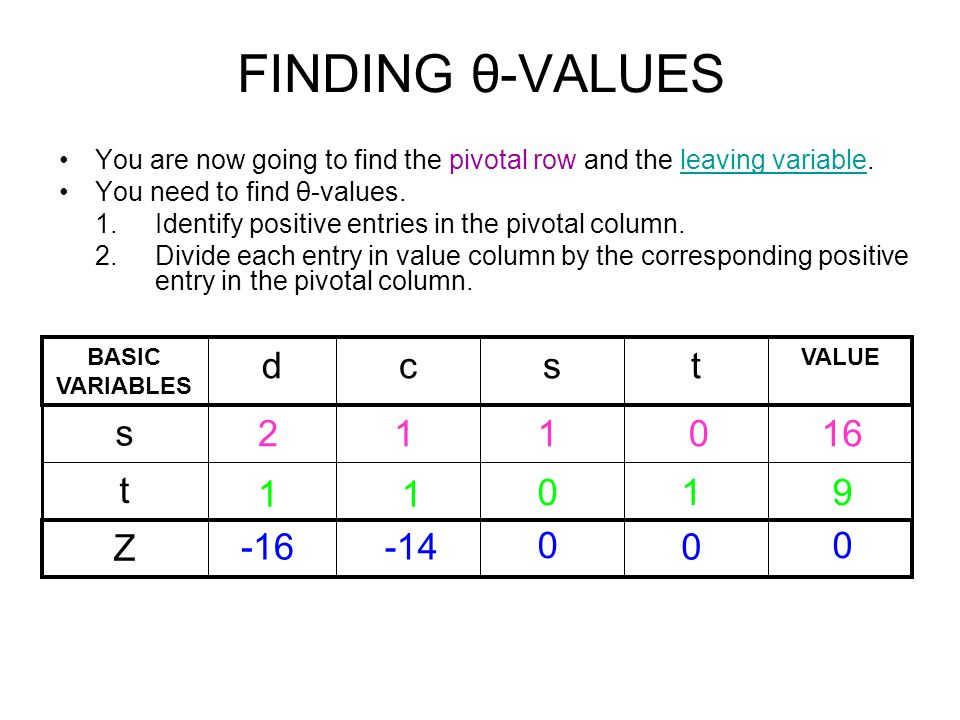 FINDING θ-VALUES
• You are now going to find the pivotal row and the leaving variable.
• You need to find θ-values.
1. Identify positive entries in the pivotal column.
2. Divide each entry in value column by the corresponding positive
entry in the pivotal column.
BASIC VARIABLES d c s t VALUE
s 2 1 1 0 16
t 1 1 0 1 9
Z -16 -14 0 0 0